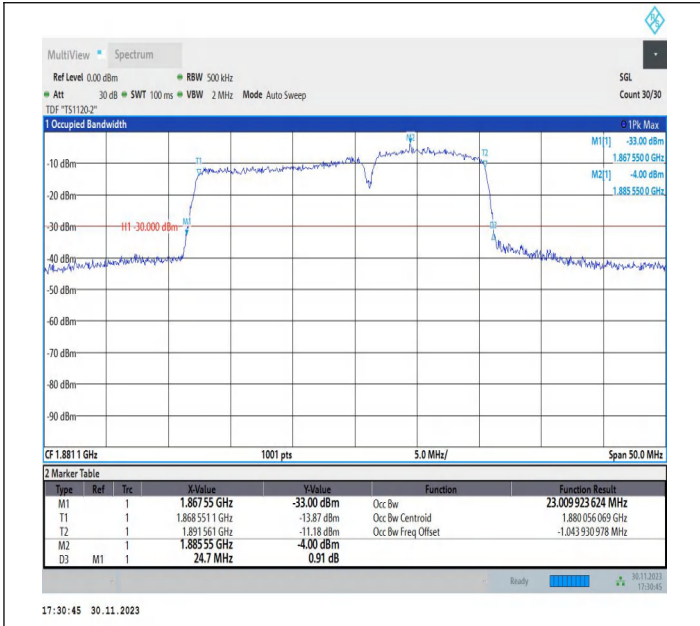 MultiView Spectrum
Ref Level 0.00 dBm RBW 500 kHz SGL
Att 30 dB SWT 100 ms VBW 2 MHz Mode Auto Sweep Count 30/30
TDF "TS1120-2"
1 Occupied Bandwidth 1Pk Max
M1[1] -33.00 dBm
1.867 550 0 GHz
M2[1] -4.00 dBm
1.885 550 0 GHz
M2
T1
T2
-10 dBm
-20 dBm
H1 -30.000 dBm
M1
D3
-30 dBm
-40 dBm
-50 dBm
-60 dBm
-70 dBm
-80 dBm
-90 dBm
CF 1.881 1 GHz 1001 pts 5.0 MHz/ Span 50.0 MHz
2 Marker Table
Type Ref Trc X-Value Y-Value Function Function Result
M1 1 1.867 55 GHz -33.00 dBm Occ Bw 23.009 923 624 MHz
T1 1 1.868 551 1 GHz -13.87 dBm Occ Bw Centroid 1.880 056 069 GHz
T2 1 1.891 561 GHz -11.18 dBm Occ Bw Freq Offset -1.043 930 978 MHz
M2 1 1.885 55 GHz -4.00 dBm
D3 M1 1 24.7 MHz 0.91 dB
Ready 30.11.2023
17:30:45
17:30:45 30.11.2023